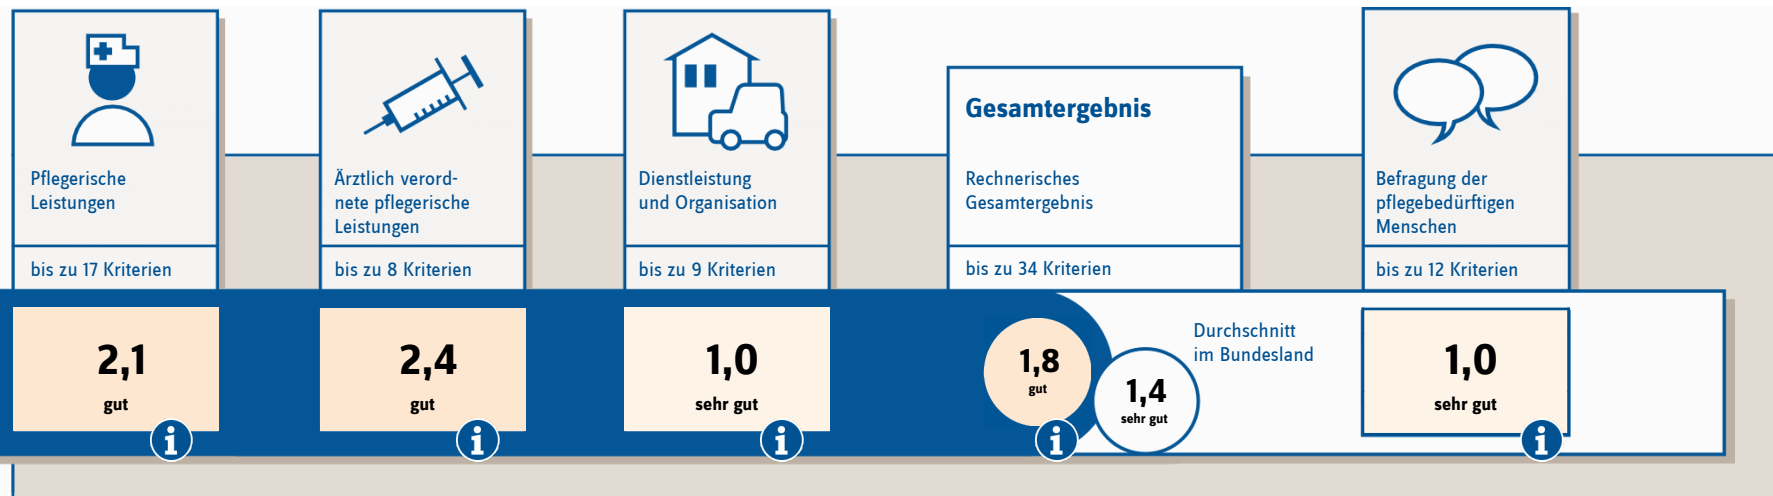 Pflegerische
Leistungen
bis zu 17 Kriterien
2,1
gut
i
Ärztlich verord-
nete pflegerische
Leistungen
bis zu 8 Kriterien
2,4
gut
i
Dienstleistung
und Organisation
bis zu 9 Kriterien
1,0
sehr gut
i
Gesamtergebnis
Rechnerisches
Gesamtergebnis
bis zu 34 Kriterien
1,8
gut
i
Durchschnitt
im Bundesland
1,4
sehr gut
Befragung der
pflegebedürftigen
Menschen
bis zu 12 Kriterien
1,0
sehr gut
i